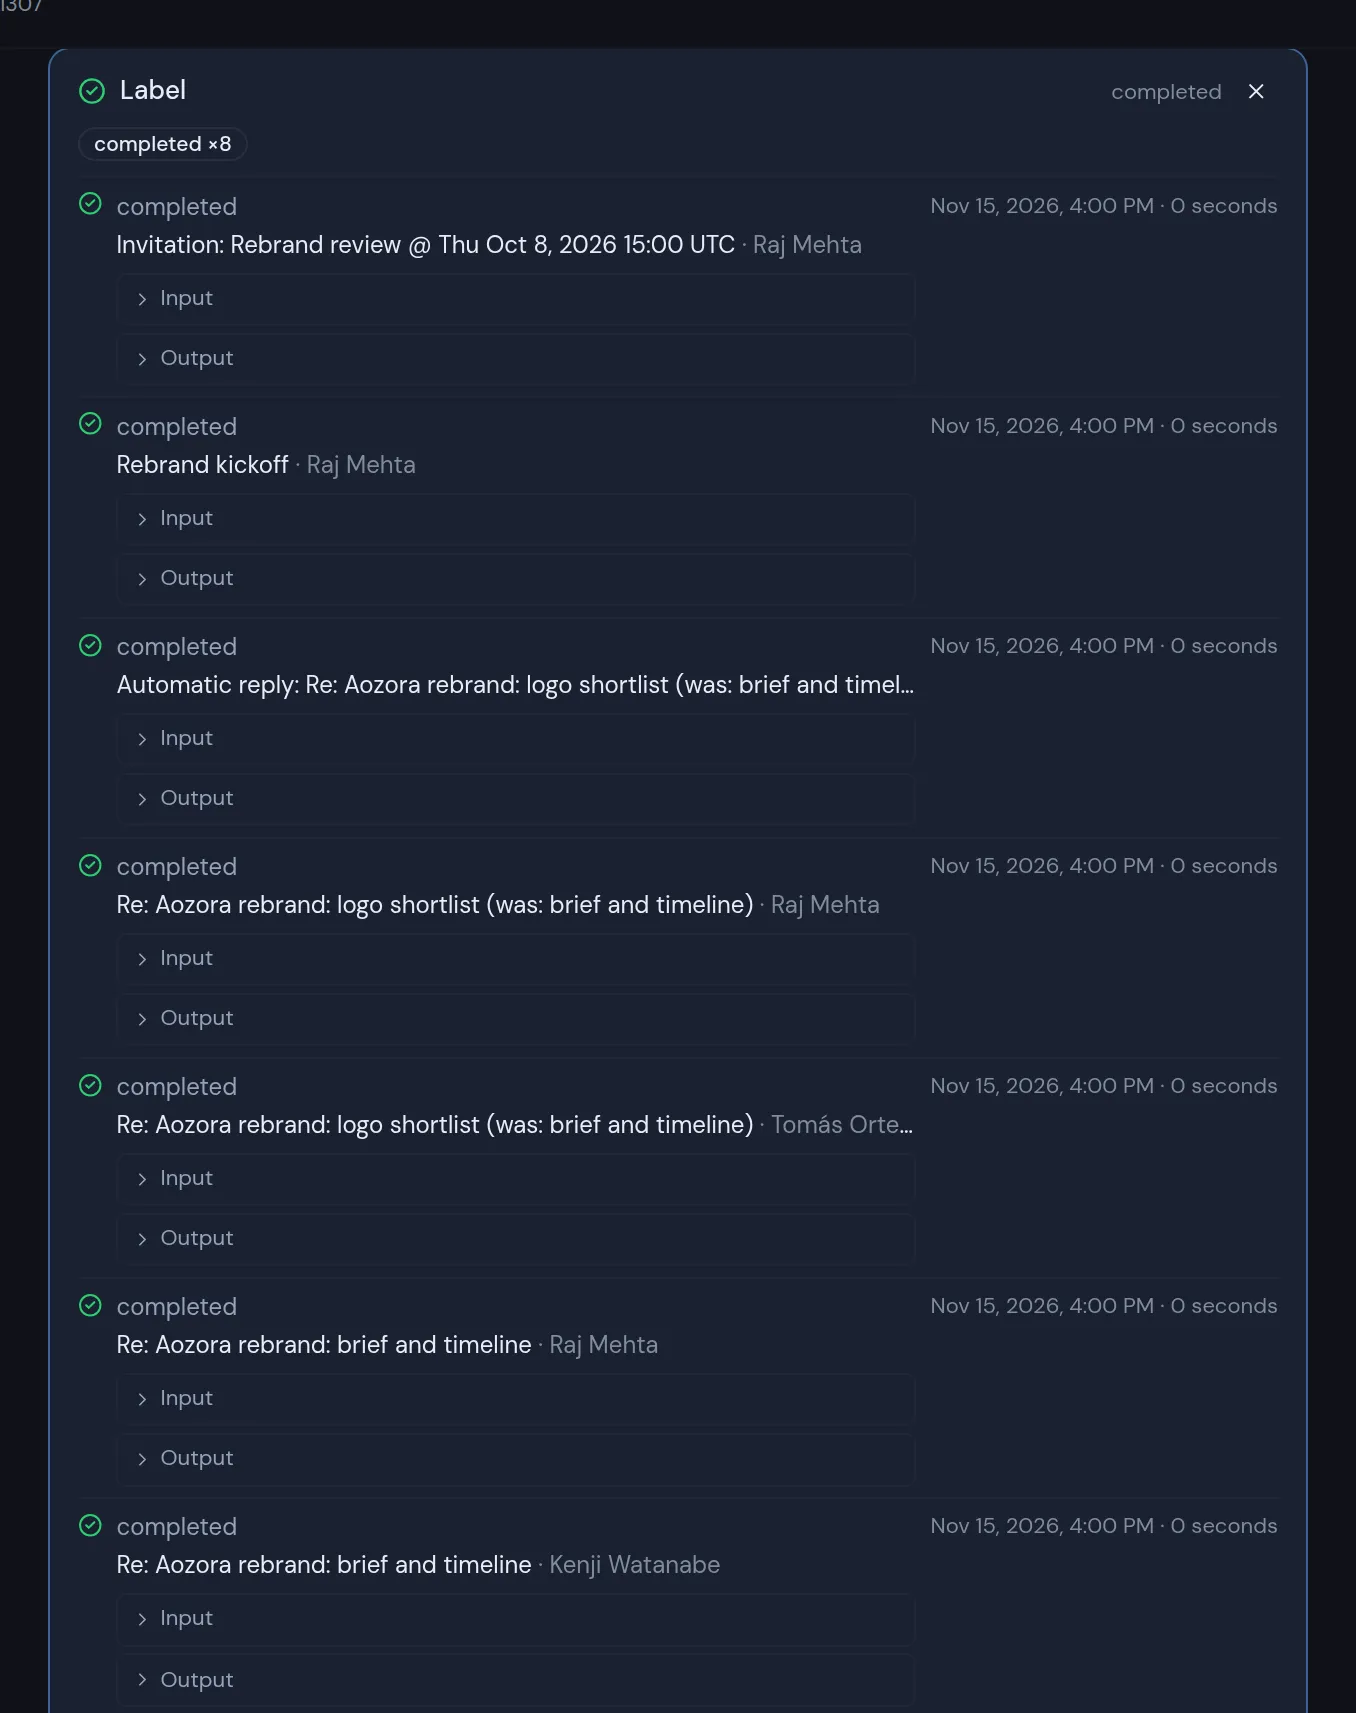 1307
Label
completed
completed ×8
completed
Nov 15, 2026, 4:00 PM · 0 seconds
Invitation: Rebrand review @ Thu Oct 8, 2026 15:00 UTC · Raj Mehta
Input
Output
completed
Nov 15, 2026, 4:00 PM · 0 seconds
Rebrand kickoff · Raj Mehta
Input
Output
completed
Nov 15, 2026, 4:00 PM · 0 seconds
Automatic reply: Re: Aozora rebrand: logo shortlist (was: brief and timel…
Input
Output
completed
Nov 15, 2026, 4:00 PM · 0 seconds
Re: Aozora rebrand: logo shortlist (was: brief and timeline) · Raj Mehta
Input
Output
completed
Nov 15, 2026, 4:00 PM · 0 seconds
Re: Aozora rebrand: logo shortlist (was: brief and timeline) · Tomás Orte…
Input
Output
completed
Nov 15, 2026, 4:00 PM · 0 seconds
Re: Aozora rebrand: brief and timeline · Raj Mehta
Input
Output
completed
Nov 15, 2026, 4:00 PM · 0 seconds
Re: Aozora rebrand: brief and timeline · Kenji Watanabe
Input
Output